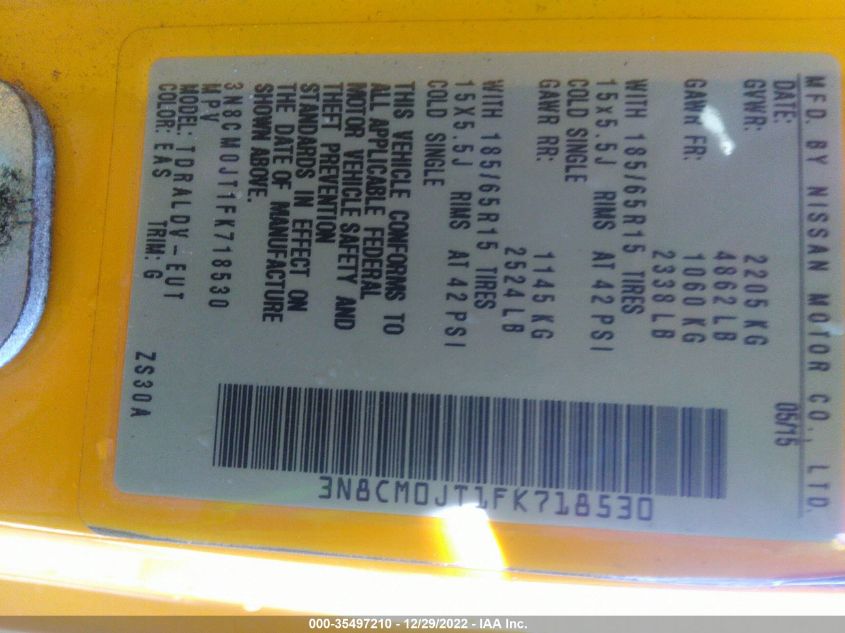 MFD. BY NISSAN MOTOR CO., LTD.
DATE: 05/15
GVWR: 2205 KG
4862 LB
GAWR FR: 1060 KG
2338 LB
WITH 185/65R15 TIRES
15x5.5J RIMS AT 42 PSI
COLD SINGLE
GAWR RR: 1145 KG
2524 LB
WITH 185/65R15 TIRES
15x5.5J RIMS AT 42 PSI
COLD SINGLE
THIS VEHICLE CONFORMS TO
ALL APPLICABLE FEDERAL
MOTOR VEHICLE SAFETY AND
THEFT PREVENTION
STANDARDS IN EFFECT ON
THE DATE OF MANUFACTURE
SHOWN ABOVE.
3N8CM0JT1FK718530
MPV
MODEL: TDRALDV-EUT
COLOR: EAS TRIM: G ZS30A
3N8CM0JT1FK718530
000-35497210 - 12/29/2022 - IAA Inc.